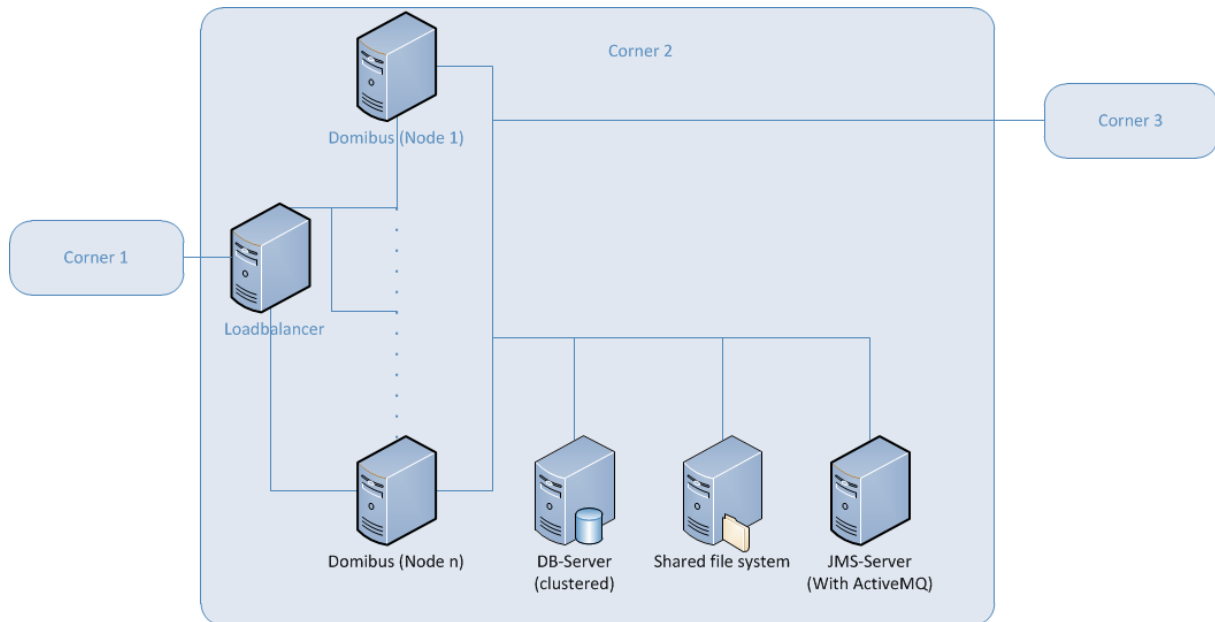 Corner 2
Domibus (Node 1)
Corner 3
Corner 1
Loadbalancer
Domibus (Node n)
DB-Server
(clustered)
Shared file system
JMS-Server
(With ActiveMQ)